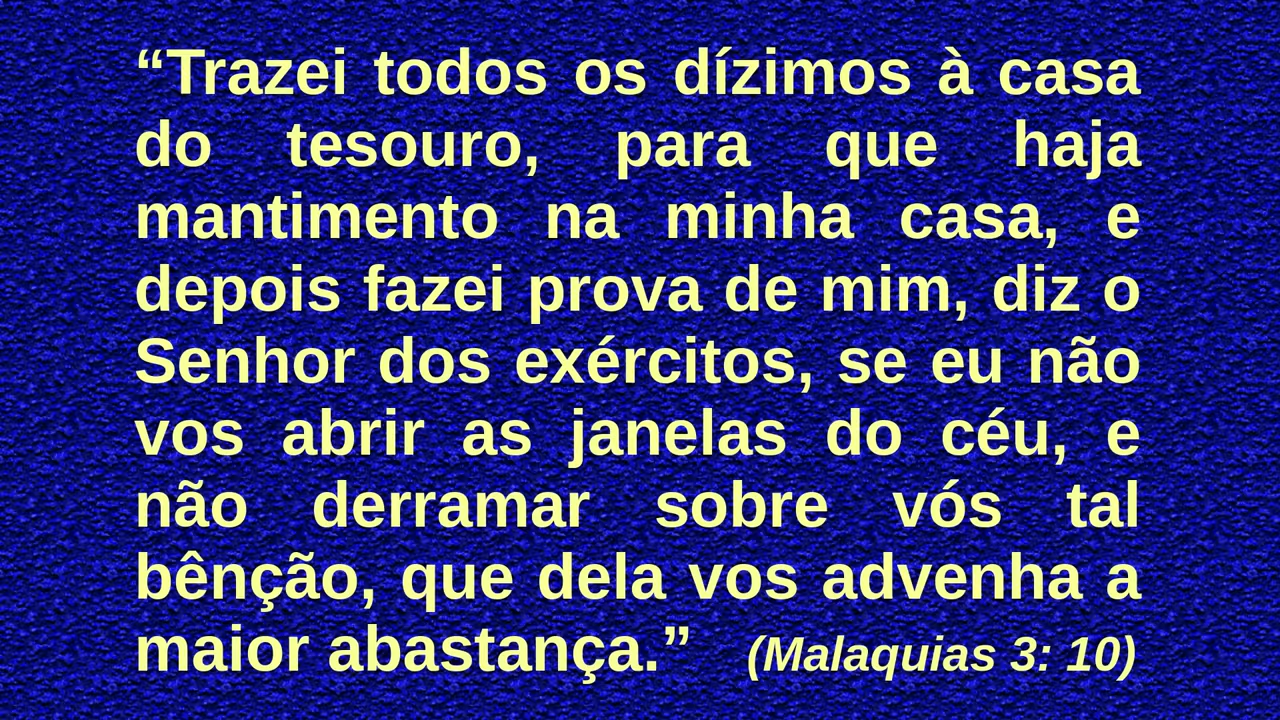 “Trazei todos os dízimos à casa
do tesouro, para que haja
mantimento na minha casa, e
depois fazei prova de mim, diz o
Senhor dos exércitos, se eu não
vos abrir as janelas do céu, e
não derramar sobre vós tal
bênção, que dela vos advenha a
maior abastança.” (Malaquias 3: 10)